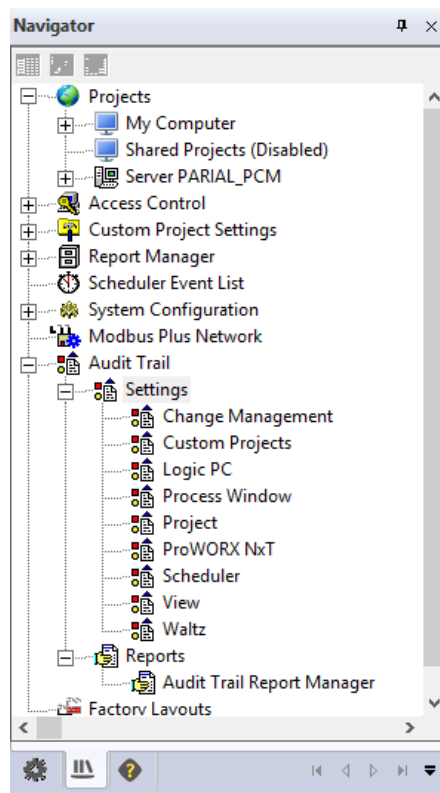 Navigator
Projects
My Computer
Shared Projects (Disabled)
Server PARIAL_PCM
Access Control
Custom Project Settings
Report Manager
Scheduler Event List
System Configuration
Modbus Plus Network
Audit Trail
Settings
Change Management
Custom Projects
Logic PC
Process Window
Project
ProWORX NxT
Scheduler
View
Waltz
Reports
Audit Trail Report Manager
Factory Layouts